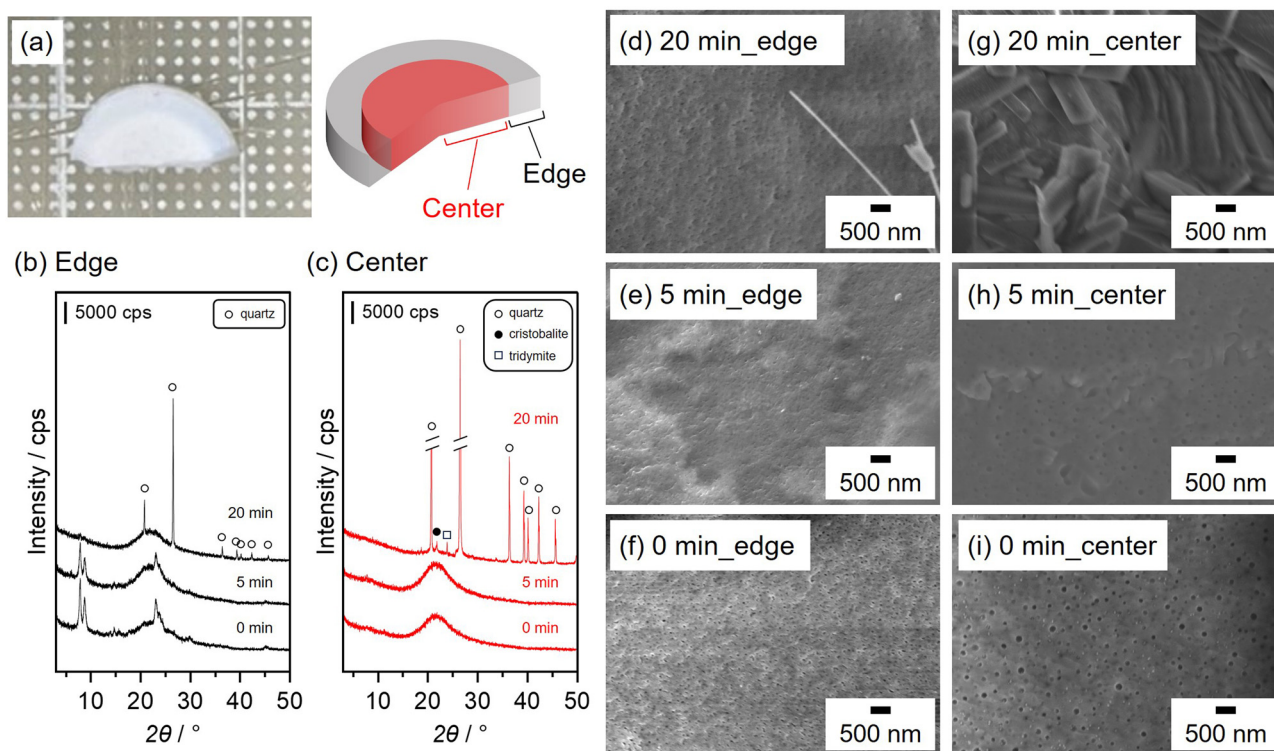 (a)
Center
Edge
(b) Edge
5000 cps
○ quartz
20 min
5 min
0 min
Intensity / cps
10 20 30 40 50
2θ / °
(c) Center
5000 cps
○ quartz
● cristobalite
□ tridymite
20 min
5 min
0 min
Intensity / cps
10 20 30 40 50
2θ / °
(d) 20 min_edge
500 nm
(g) 20 min_center
500 nm
(e) 5 min_edge
500 nm
(h) 5 min_center
500 nm
(f) 0 min_edge
500 nm
(i) 0 min_center
500 nm